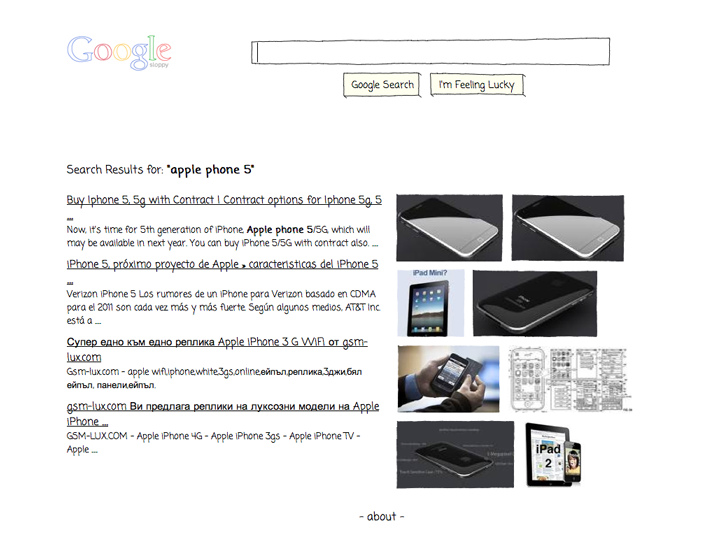 Google
sloppy
Google Search
I'm Feeling Lucky
Search Results for: "apple phone 5"
Buy Iphone 5, 5g with Contract | Contract options for Iphone 5g, 5
...
Now, it's time for 5th generation of iPhone, Apple phone 5/5G, which will
may be available in next year. You can buy iPhone 5/5G with contract also. ...
iPhone 5, próximo proyecto de Apple » caracteristicas del iPhone 5
...
Verizon iPhone 5 Los rumores de un iPhone para Verizon basado en CDMA
para el 2011 son cada vez más y más fuerte. Según algunos medios, AT&T Inc.
está a ...
Супер едно към едно реплика Apple iPhone 3 G WiFi от gsm-
lux.com
Gsm-lux.com - apple wifi,iphone,white,3gs,online,ейпъл,реплика,3джи,бял
ейпъл, панели,ейпъл.
gsm-lux.com Ви предлага реплики на луксозни модели на Apple
iPhone ...
GSM-LUX.COM - Apple iPhone 4G - Apple iPhone 3gs - Apple iPhone TV -
Apple ...
iPad Mini?
iPad
2
- about -